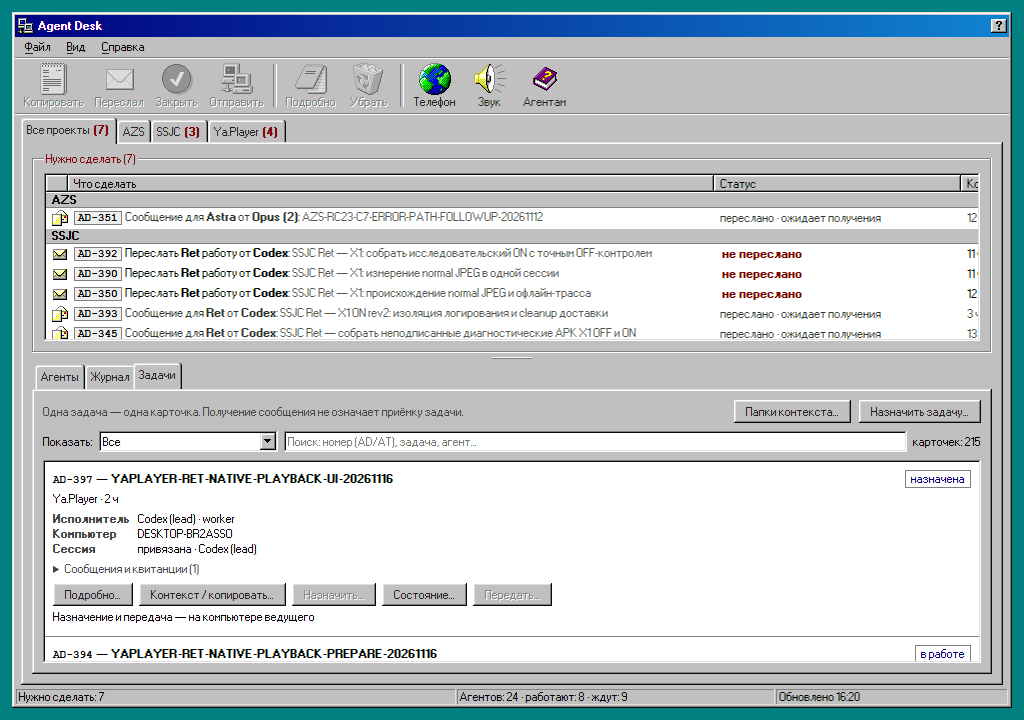 Agent Desk
?
Файл Вид Справка
Копировать Переслал Закрыть Отправить Подробно Убрать Телефон Звук Агентам
Все проекты (7) AZS SSJC (3) Ya.Player (4)
Нужно сделать (7)
Что сделать Статус
AZS
AD-351 Сообщение для Astra от Opus (2): AZS-RC23-C7-ERROR-PATH-FOLLOWUP-20261112 переслано · ожидает получения 12
SSJC
AD-392 Переслать Ret работу от Codex: SSJC Ret — X1: собрать исследовательский ON с точным OFF-контролем не переслано 11
AD-390 Переслать Ret работу от Codex: SSJC Ret — X1: измерение normal JPEG в одной сессии не переслано 11
AD-350 Переслать Ret работу от Codex: SSJC Ret — X1: происхождение normal JPEG и офлайн-трасса не переслано 12
AD-393 Сообщение для Ret от Codex: SSJC Ret — X1 ON rev2: изоляция логирования и cleanup доставки переслано · ожидает получения 3 ч
AD-345 Сообщение для Ret от Codex: SSJC Ret — собрать неподписанные диагностические APK X1 OFF и ON переслано · ожидает получения 13
Агенты Журнал Задачи
Одна задача — одна карточка. Получение сообщения не означает приёмку задачи.
Папки контекста... Назначить задачу...
Показать: Все Поиск: номер (AD/AT), задача, агент... карточек: 215
AD-397 — YAPLAYER-RET-NATIVE-PLAYBACK-UI-20261116 назначена
Ya.Player · 2 ч
Исполнитель Codex (lead) · worker
Компьютер DESKTOP-BR2ASSO
Сессия привязана · Codex (lead)
Сообщения и квитанции (1)
Подробно... Контекст / копировать... Назначить... Состояние... Передать...
Назначение и передача — на компьютере ведущего
AD-394 — YAPLAYER-RET-NATIVE-PLAYBACK-PREPARE-20261116 в работе
Нужно сделать: 7 Агентов: 24 · работают: 8 · ждут: 9 Обновлено 16:20